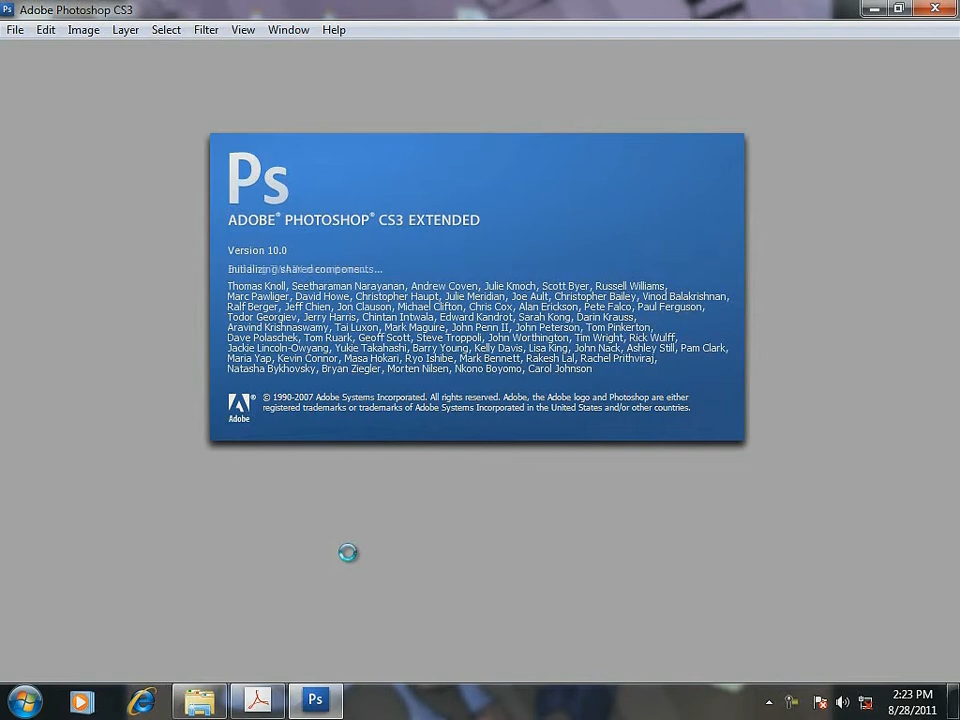 Ps Adobe Photoshop CS3
File Edit Image Layer Select Filter View Window Help
Ps
ADOBE® PHOTOSHOP® CS3 EXTENDED
Version 10.0
components...
Thomas Knoll, Seetharaman Narayanan, Andrew Coven, Julie Kmoch, Scott Byer, Russell Williams,
Marc Pawliger, David Howe, Christopher Haupt, Julie Meridian, Joe Ault, Christopher Bailey, Vinod Balakrishnan,
Ralf Berger, Jeff Chien, Jon Clauson, Michael Clifton, Chris Cox, Alan Erickson, Pete Falco, Paul Ferguson,
Todor Georgiev, Jerry Harris, Chintan Intwala, Edward Kandrot, Sarah Kong, Darin Krauss,
Aravind Krishnaswamy, Tai Luxon, Mark Maguire, John Penn II, John Peterson, Tom Pinkerton,
Dave Polaschek, Tom Ruark, Geoff Scott, Steve Troppoli, John Worthington, Tim Wright, Rick Wulff,
Jackie Lincoln-Owyang, Yukie Takahashi, Barry Young, Kelly Davis, Lisa King, John Nack, Ashley Still, Pam Clark,
Maria Yap, Kevin Connor, Masa Hokari, Ryo Ishibe, Mark Bennett, Rakesh Lal, Rachel Prithviraj,
Natasha Bykhovsky, Bryan Ziegler, Morten Nilsen, Nkono Boyomo, Carol Johnson
© 1990-2007 Adobe Systems Incorporated. All rights reserved. Adobe, the Adobe logo and Photoshop are either
registered trademarks or trademarks of Adobe Systems Incorporated in the United States and/or other countries.
Adobe
Ps
2:23 PM
8/28/2011